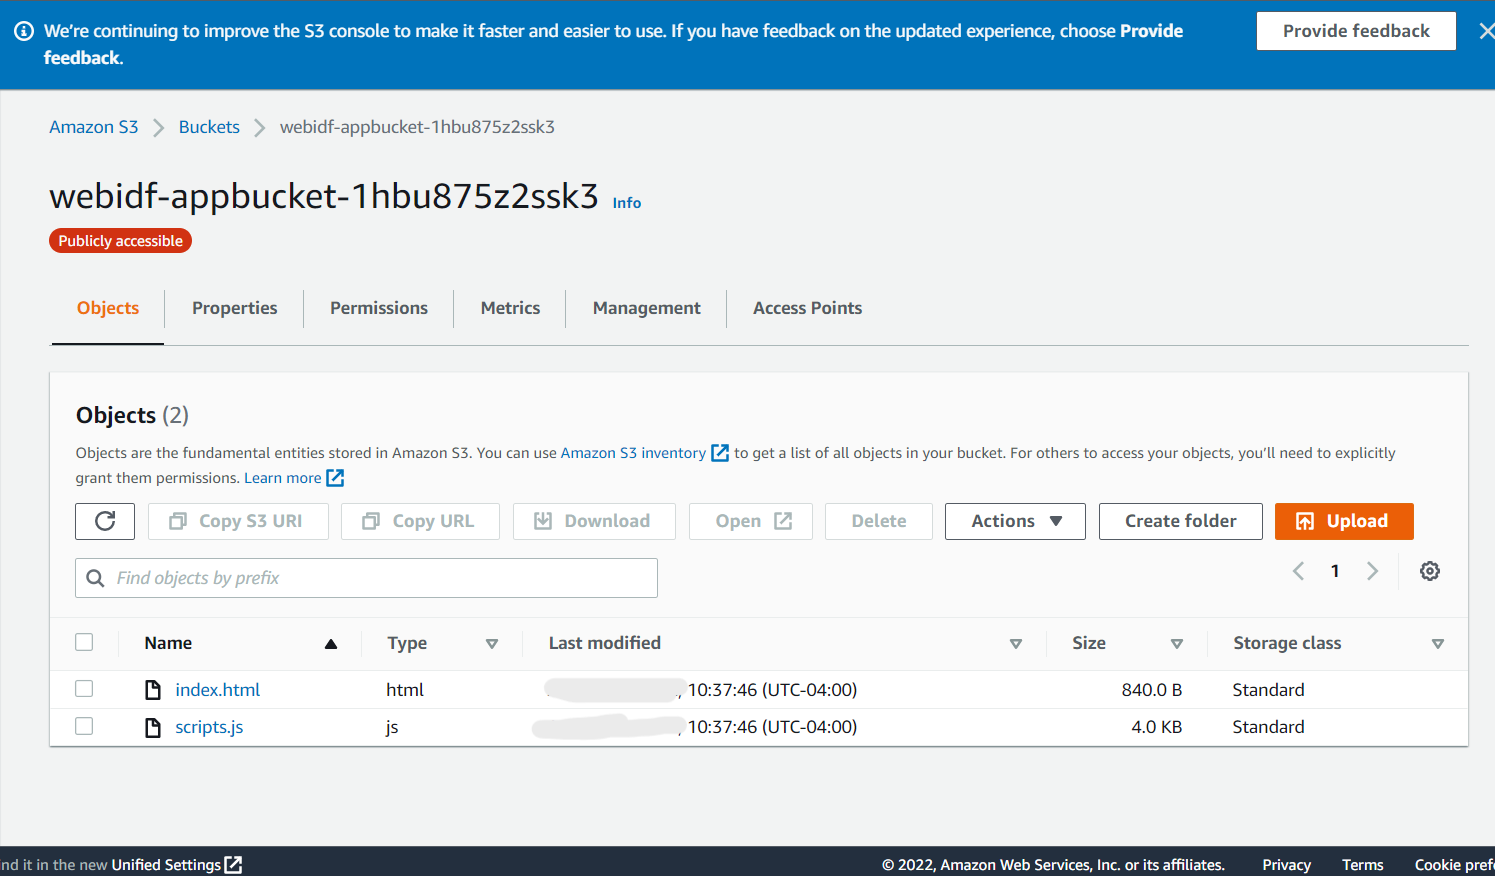 We're continuing to improve the S3 console to make it faster and easier to use. If you have feedback on the updated experience, choose Provide
feedback.
Provide feedback
Amazon S3 Buckets webidf-appbucket-1hbu875z2ssk3
webidf-appbucket-1hbu875z2ssk3 Info
Publicly accessible
Objects Properties Permissions Metrics Management Access Points
Objects (2)
Objects are the fundamental entities stored in Amazon S3. You can use Amazon S3 inventory to get a list of all objects in your bucket. For others to access your objects, you'll need to explicitly
grant them permissions. Learn more
Copy S3 URI Copy URL Download Open Delete Actions Create folder Upload
Find objects by prefix
1
Name Type Last modified Size Storage class
index.html html 10:37:46 (UTC-04:00) 840.0 B Standard
scripts.js js 10:37:46 (UTC-04:00) 4.0 KB Standard
nd it in the new Unified Settings © 2022, Amazon Web Services, Inc. or its affiliates. Privacy Terms Cookie prefe